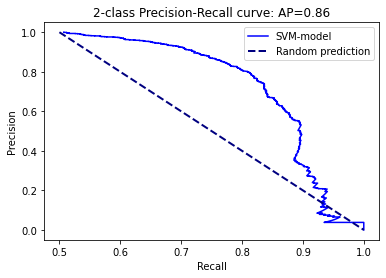 2-class Precision-Recall curve: AP=0.86
SVM-model
Random prediction
Precision
1.0
0.8
0.6
0.4
0.2
0.0
0.5 0.6 0.7 0.8 0.9 1.0
Recall